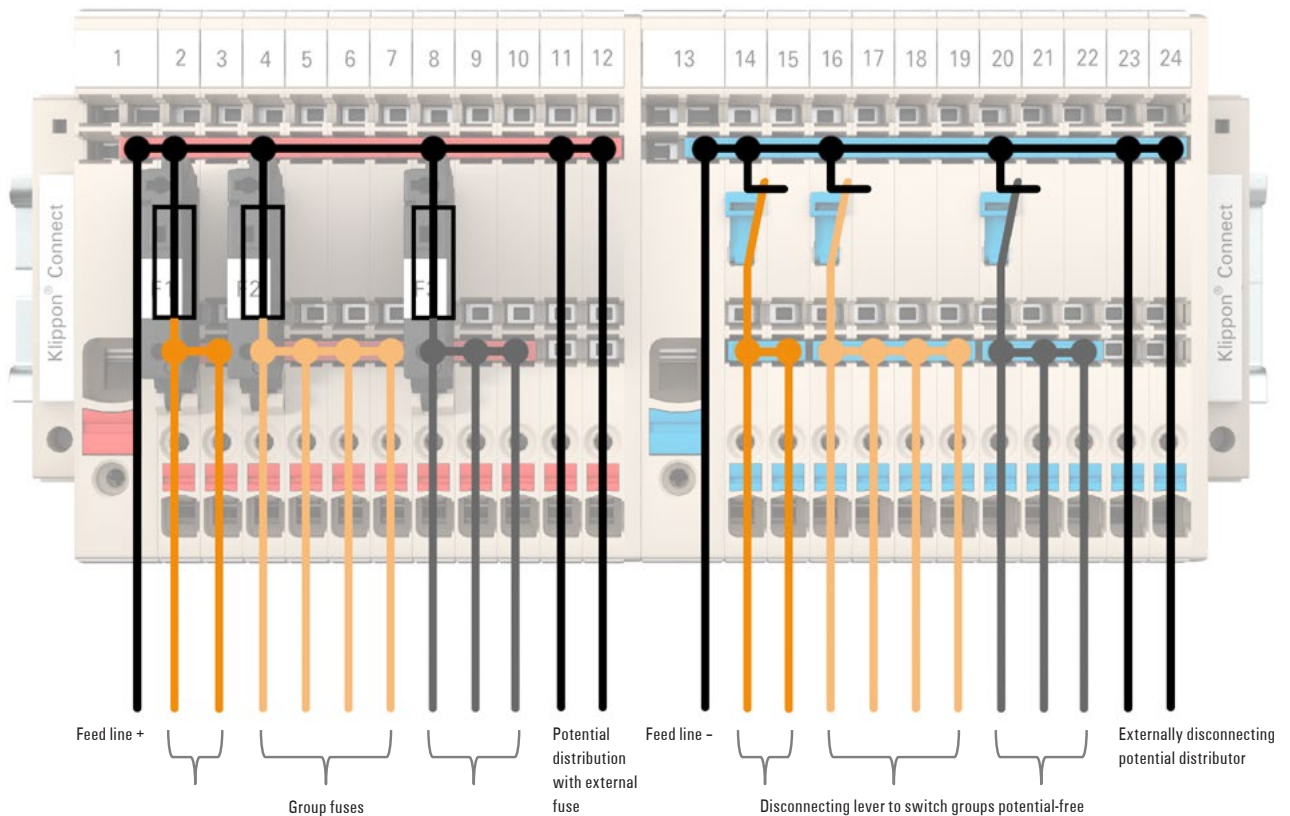 1 2 3 4 5 6 7 8 9 10 11 12 13 14 15 16 17 18 19 20 21 22 23 24
Klippon® Connect
F1 F2 F3
Klippon® Connect
Feed line +
Group fuses
Potential
distribution
with external
fuse
Feed line –
Disconnecting lever to switch groups potential-free
Externally disconnecting
potential distributor